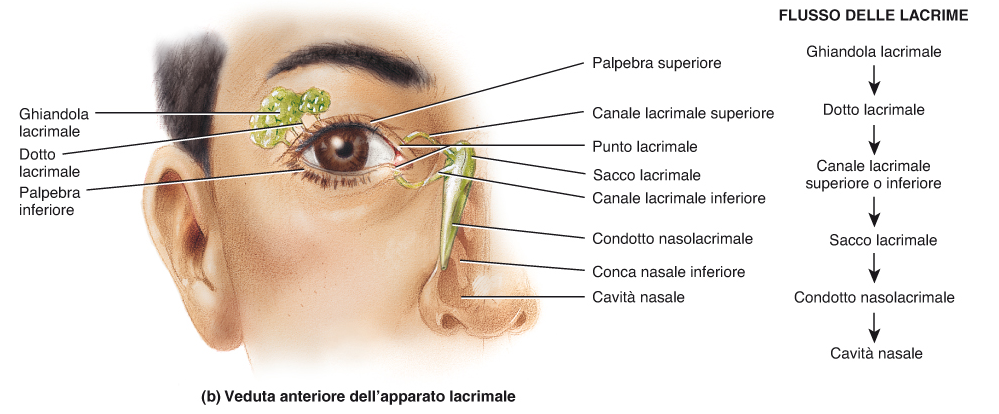 Ghiandola
lacrimale
Dotto
lacrimale
Palpebra
inferiore
Palpebra superiore
Canale lacrimale superiore
Punto lacrimale
Sacco lacrimale
Canale lacrimale inferiore
Condotto nasolacrimale
Conca nasale inferiore
Cavità nasale
FLUSSO DELLE LACRIME
Ghiandola lacrimale
Dotto lacrimale
Canale lacrimale
superiore o inferiore
Sacco lacrimale
Condotto nasolacrimale
Cavità nasale
(b) Veduta anteriore dell'apparato lacrimale